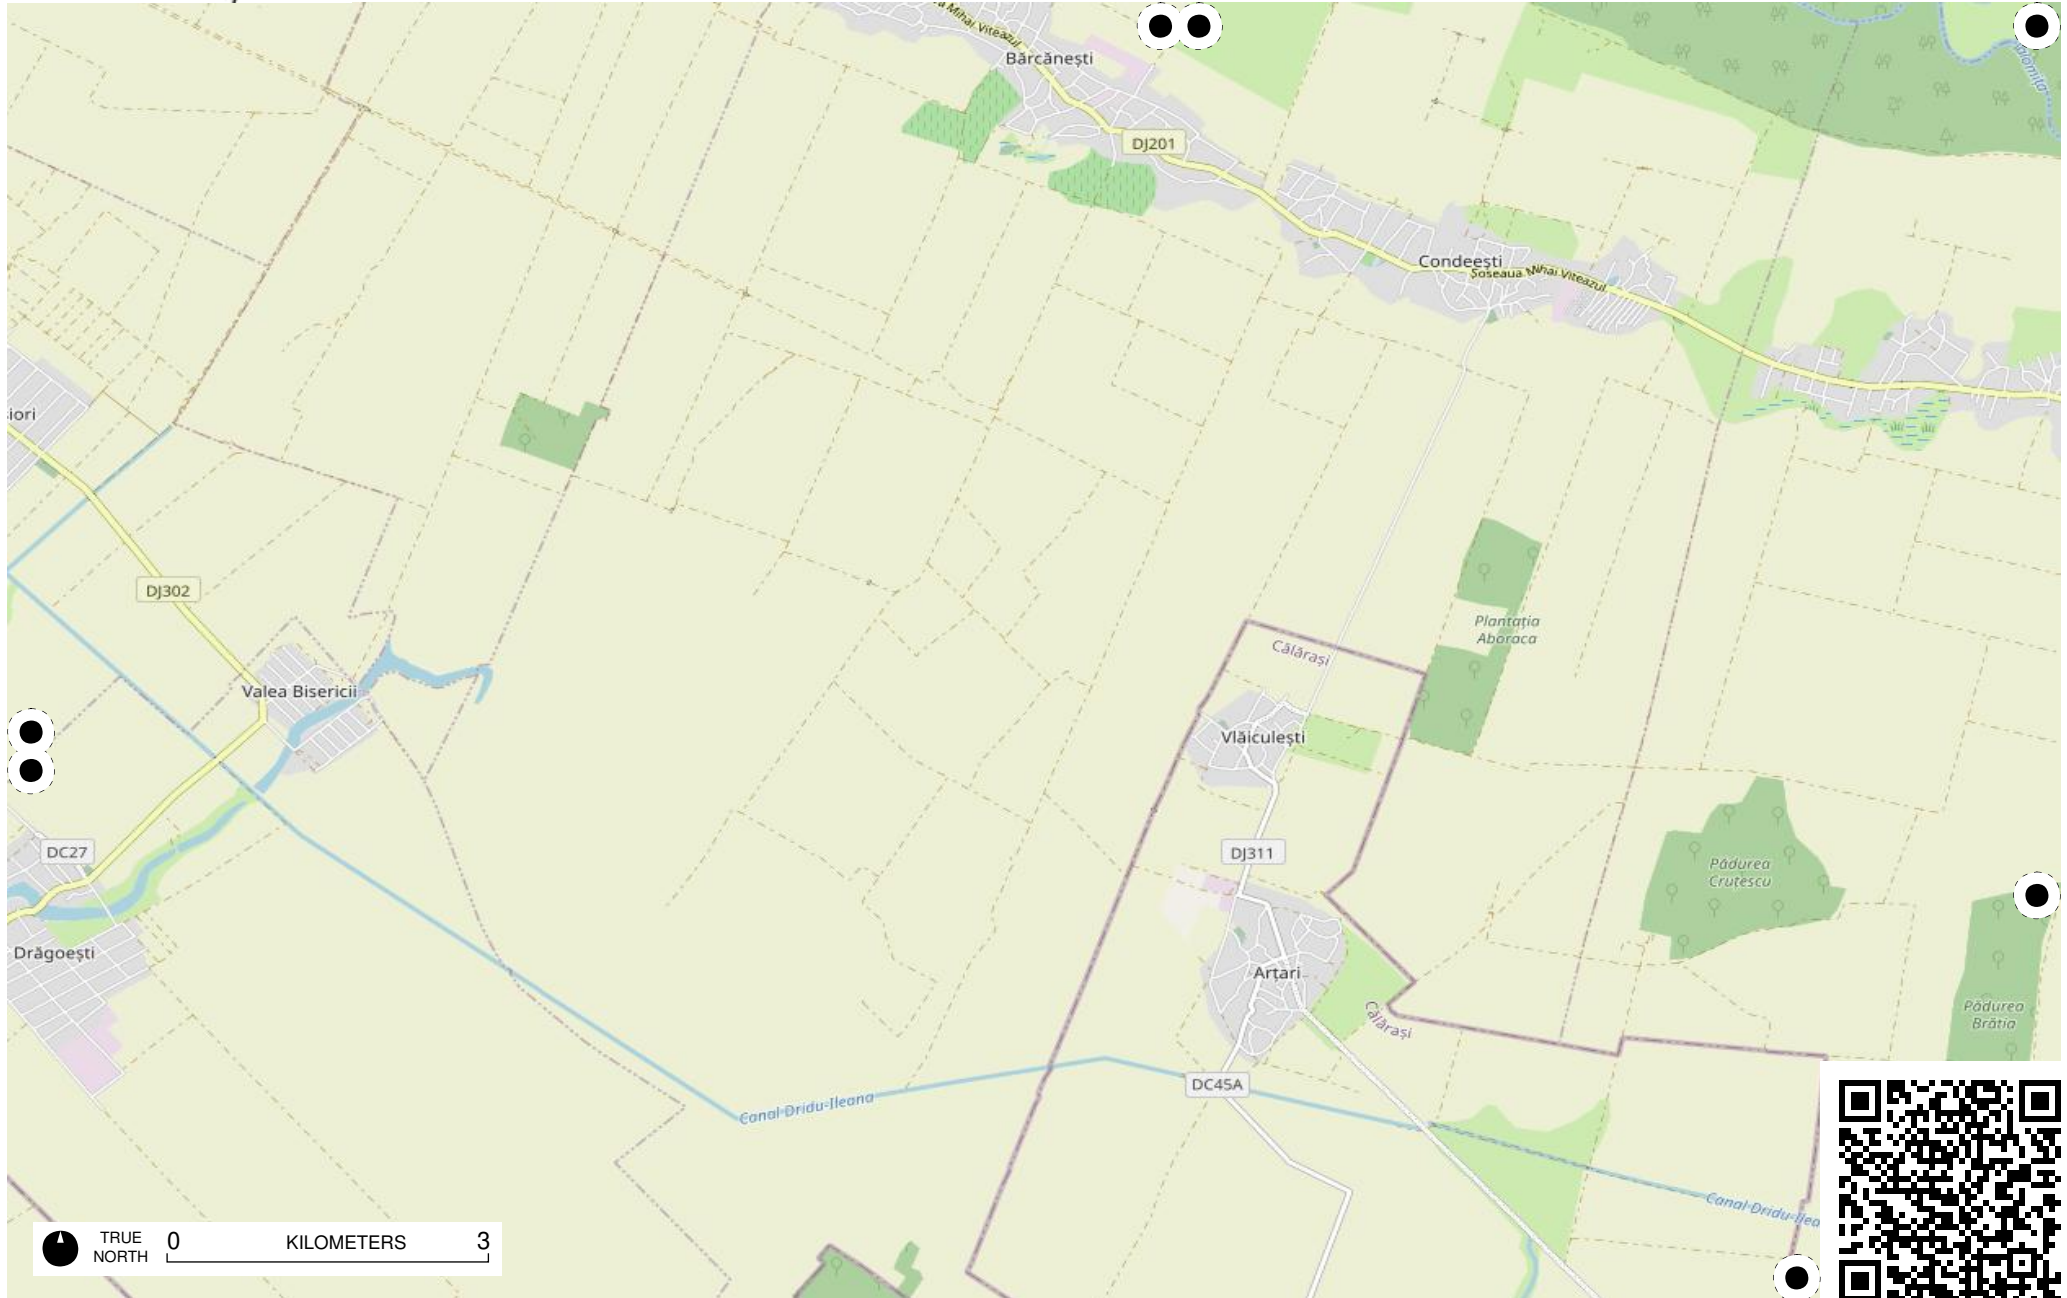 Mihai Viteazul
Bărcănești
DJ201
Condeești
Șoseaua Mihai Viteazul
Ialomița
iori
DJ302
Plantația
Aboraca
Călărași
Valea Bisericii
Vlăiculești
DC27
DJ311
Pădurea
Crutescu
Drăgoești
Arțari
Călărași
Pădurea
Brătia
DC45A
Canal Dridu-Ileana
Canal Dridu-Ilea
TRUE
NORTH
0 KILOMETERS 3